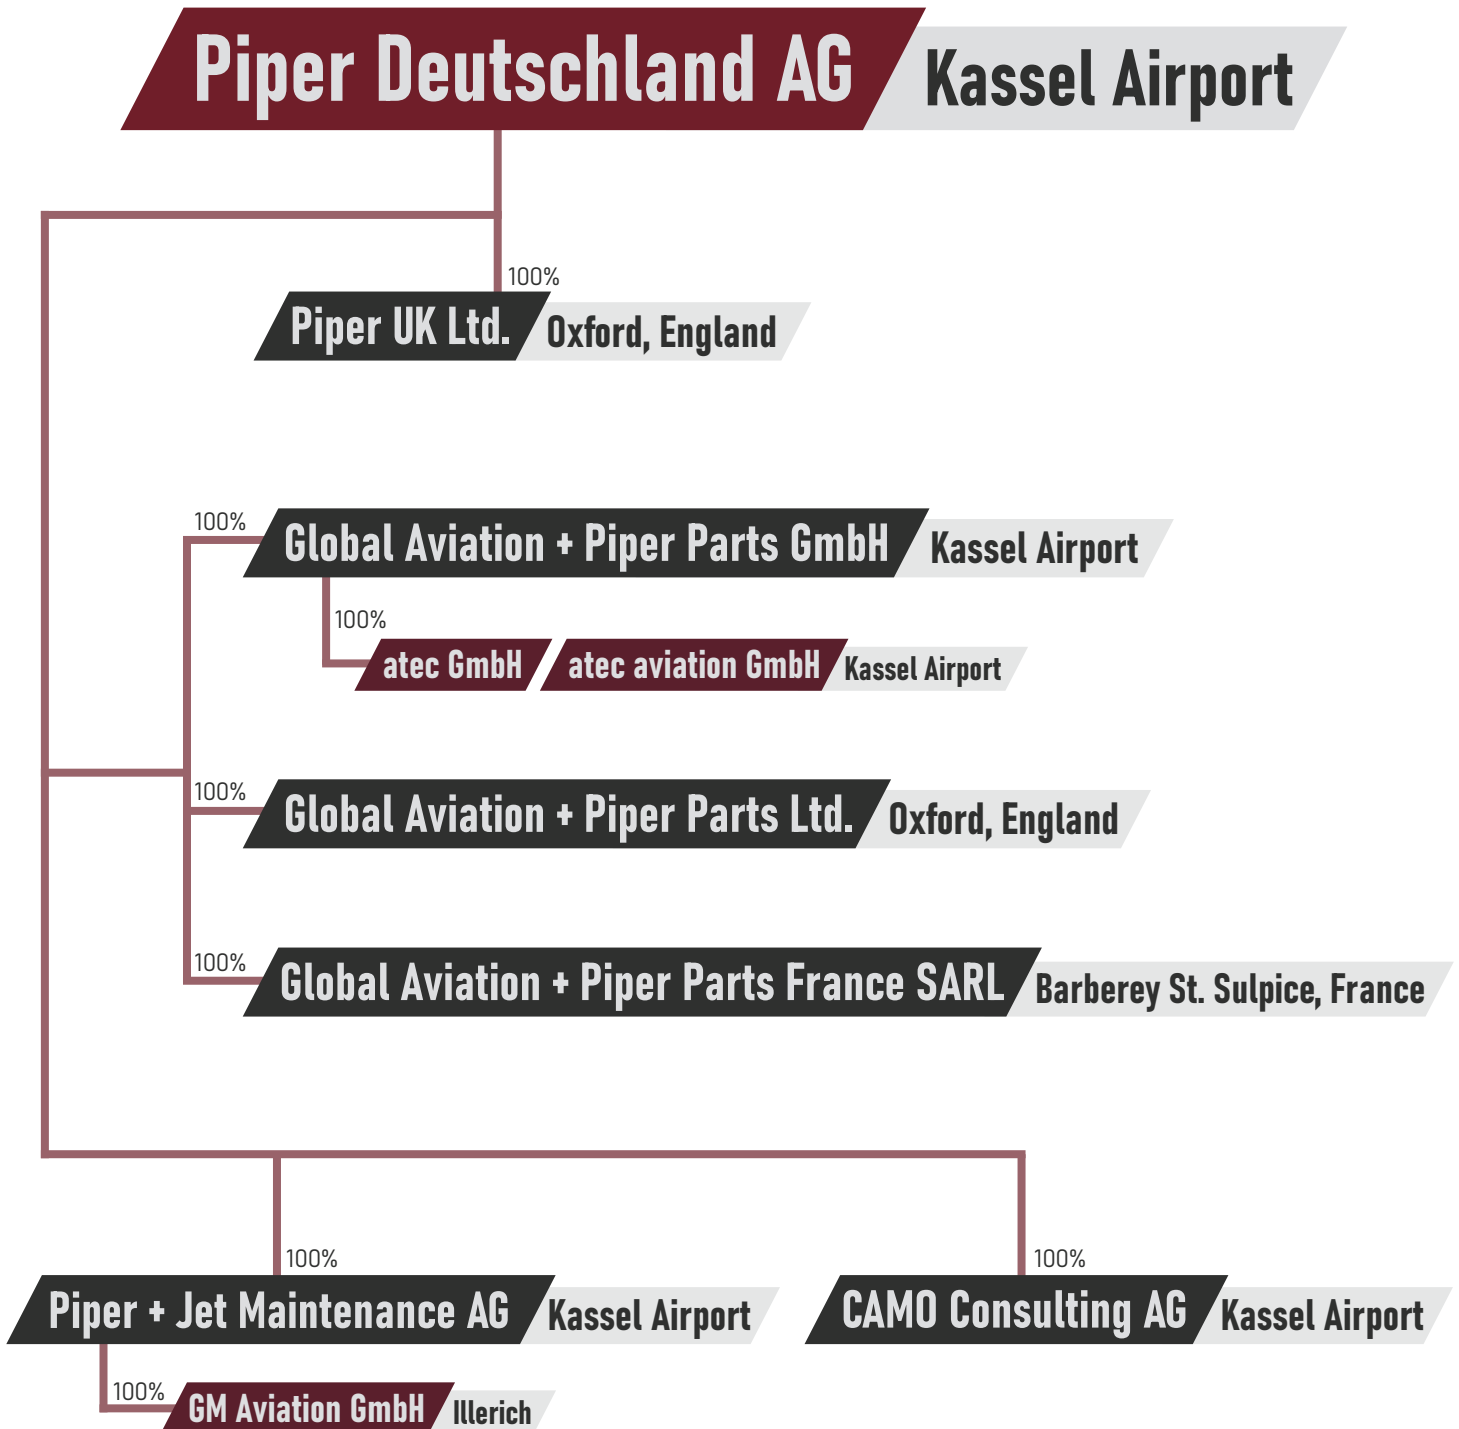 Piper Deutschland AG Kassel Airport
100%
Piper UK Ltd. Oxford, England
100%
Global Aviation + Piper Parts GmbH Kassel Airport
100%
atec GmbH atec aviation GmbH Kassel Airport
100%
Global Aviation + Piper Parts Ltd. Oxford, England
100%
Global Aviation + Piper Parts France SARL Barberey St. Sulpice, France
100%
Piper + Jet Maintenance AG Kassel Airport
100%
CAMO Consulting AG Kassel Airport
100%
GM Aviation GmbH Illerich